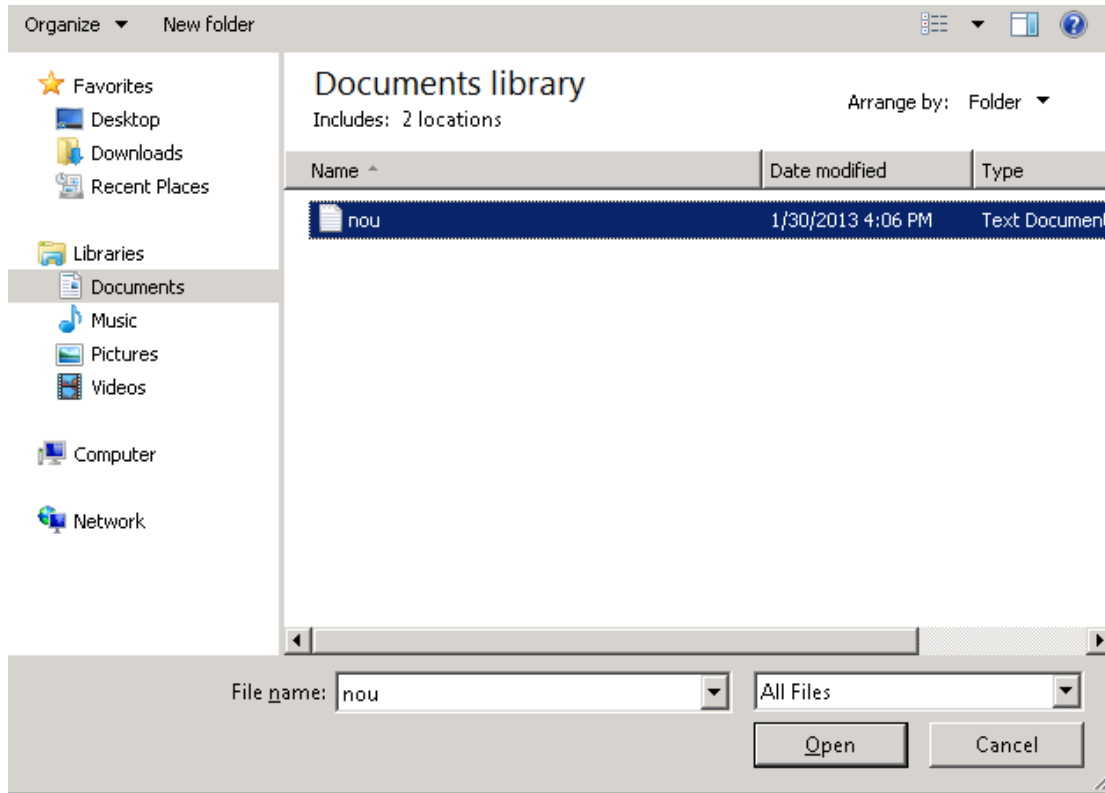 Organize New folder
Favorites
Desktop
Downloads
Recent Places
Libraries
Documents
Music
Pictures
Videos
Computer
Network
Documents library
Includes: 2 locations
Arrange by: Folder
Name Date modified Type
nou 1/30/2013 4:06 PM Text Document
File name: nou All Files
Open Cancel